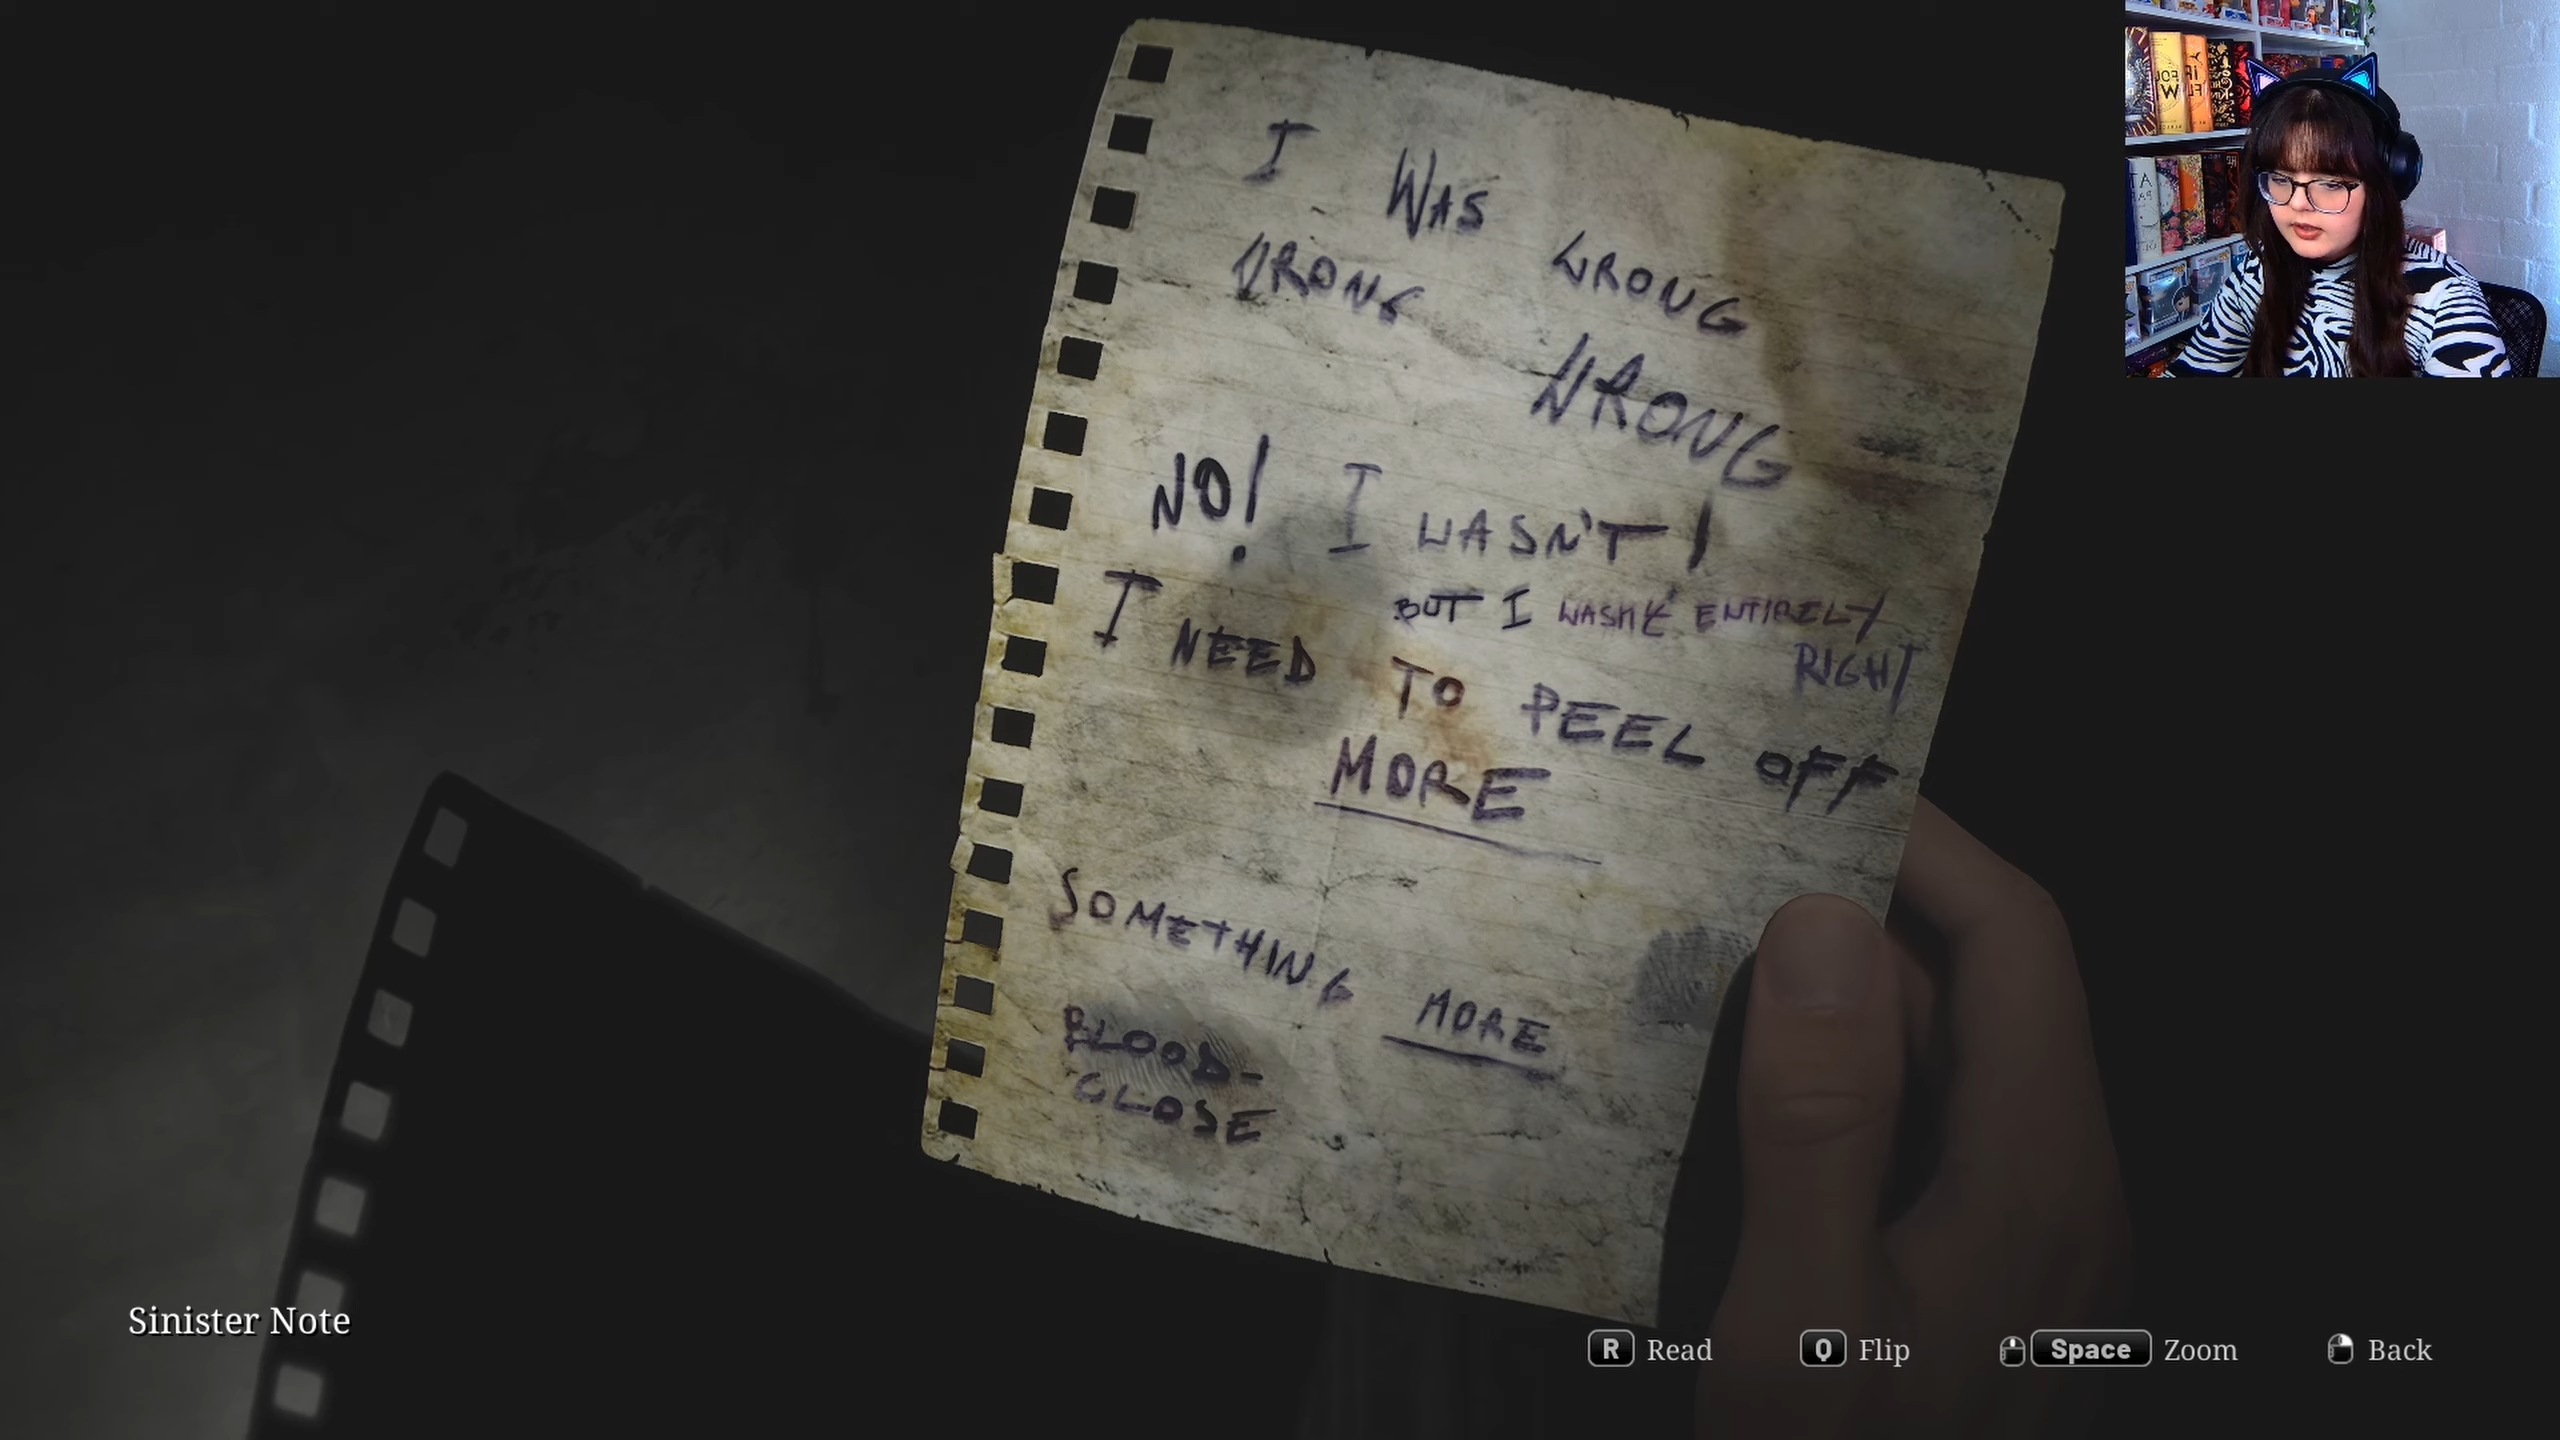 I WAS WRONG
WRONG
WRONG
NO! I WASN'T!
BUT I WASN'T ENTIRELY
RIGHT
I NEED TO PEEL OFF
MORE
SOMETHING MORE
BLOOD-
CLOSE
Sinister Note
R Read
Q Flip
Space Zoom
Back